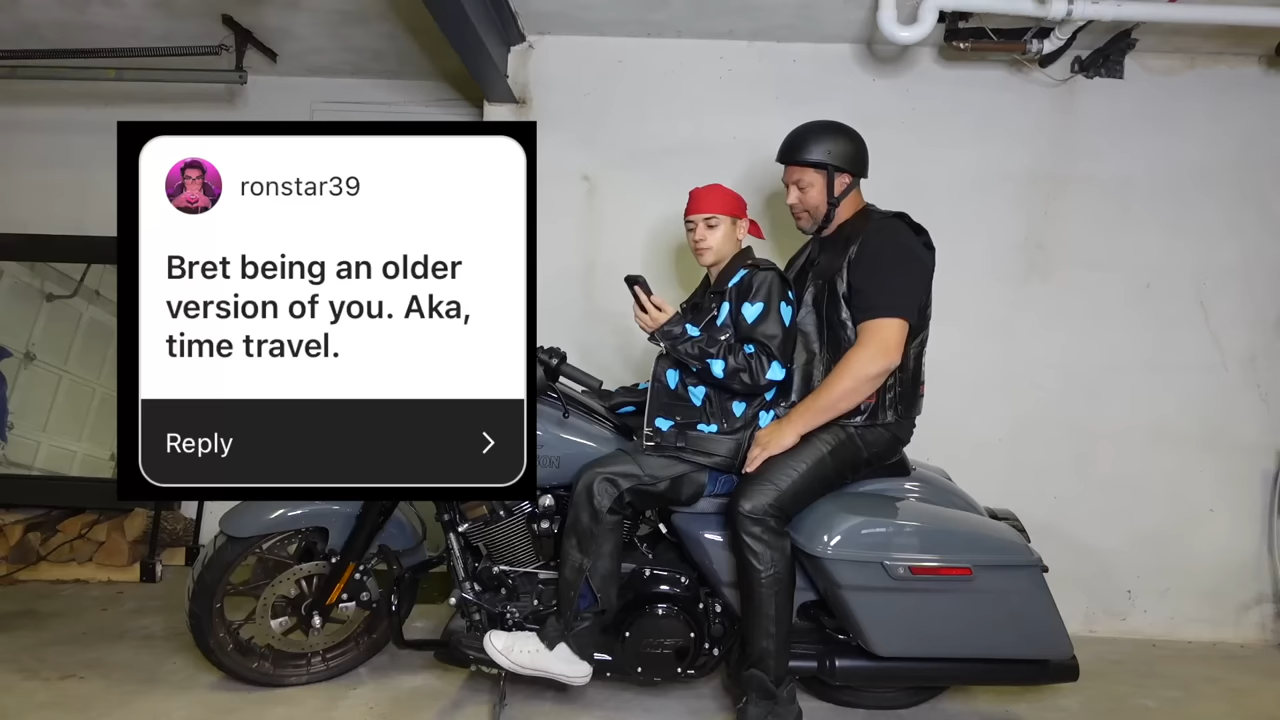 ronstar39
Bret being an older
version of you. Aka,
time travel.
Reply